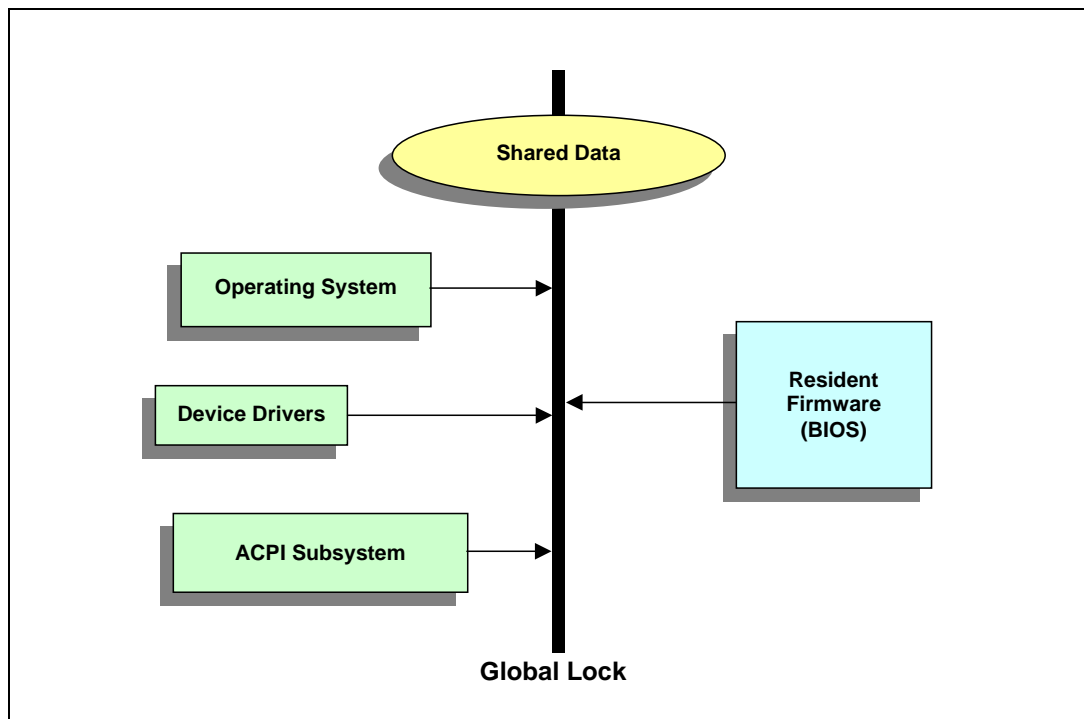 Shared Data
Operating System
Device Drivers
ACPI Subsystem
Resident
Firmware
(BIOS)
Global Lock